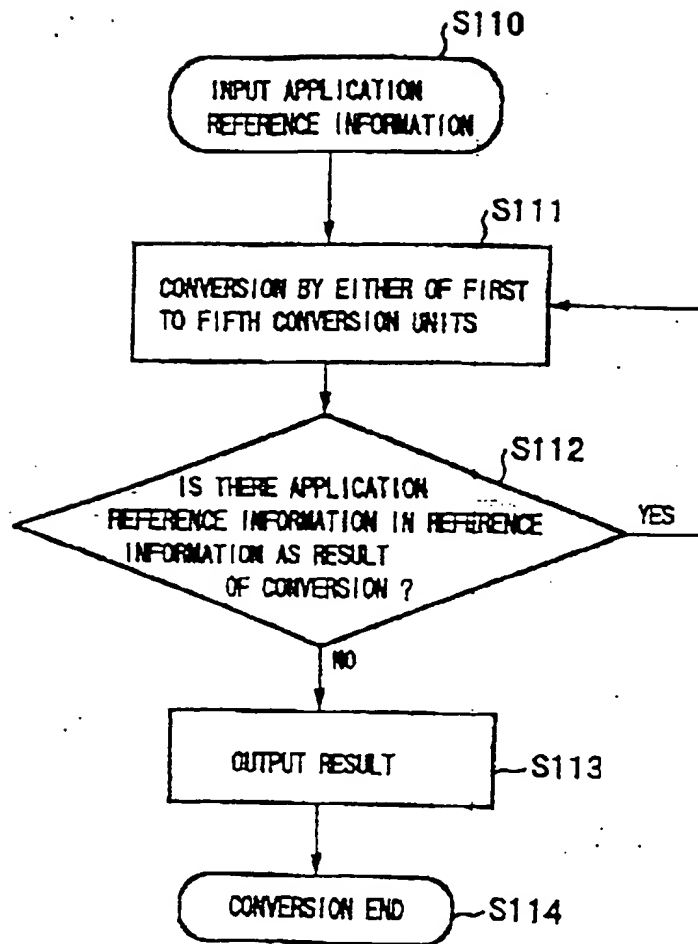 S110
INPUT APPLICATION
REFERENCE INFORMATION
S111
CONVERSION BY EITHER OF FIRST
TO FIFTH CONVERSION UNITS
S112
IS THERE APPLICATION
REFERENCE INFORMATION IN REFERENCE
INFORMATION AS RESULT
OF CONVERSION ?
YES
NO
OUTPUT RESULT
S113
CONVERSION END
S114